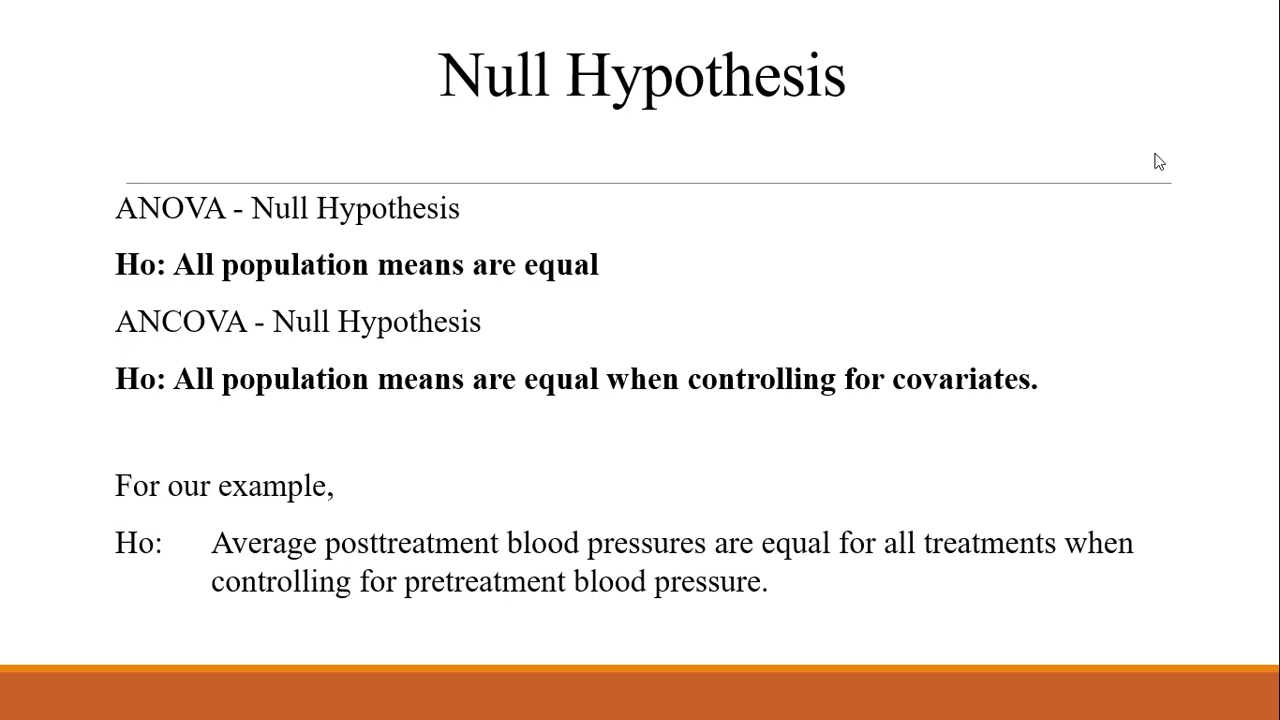 Null Hypothesis
ANOVA - Null Hypothesis
Ho: All population means are equal
ANCOVA - Null Hypothesis
Ho: All population means are equal when controlling for covariates.
For our example,
Ho: Average posttreatment blood pressures are equal for all treatments when
controlling for pretreatment blood pressure.